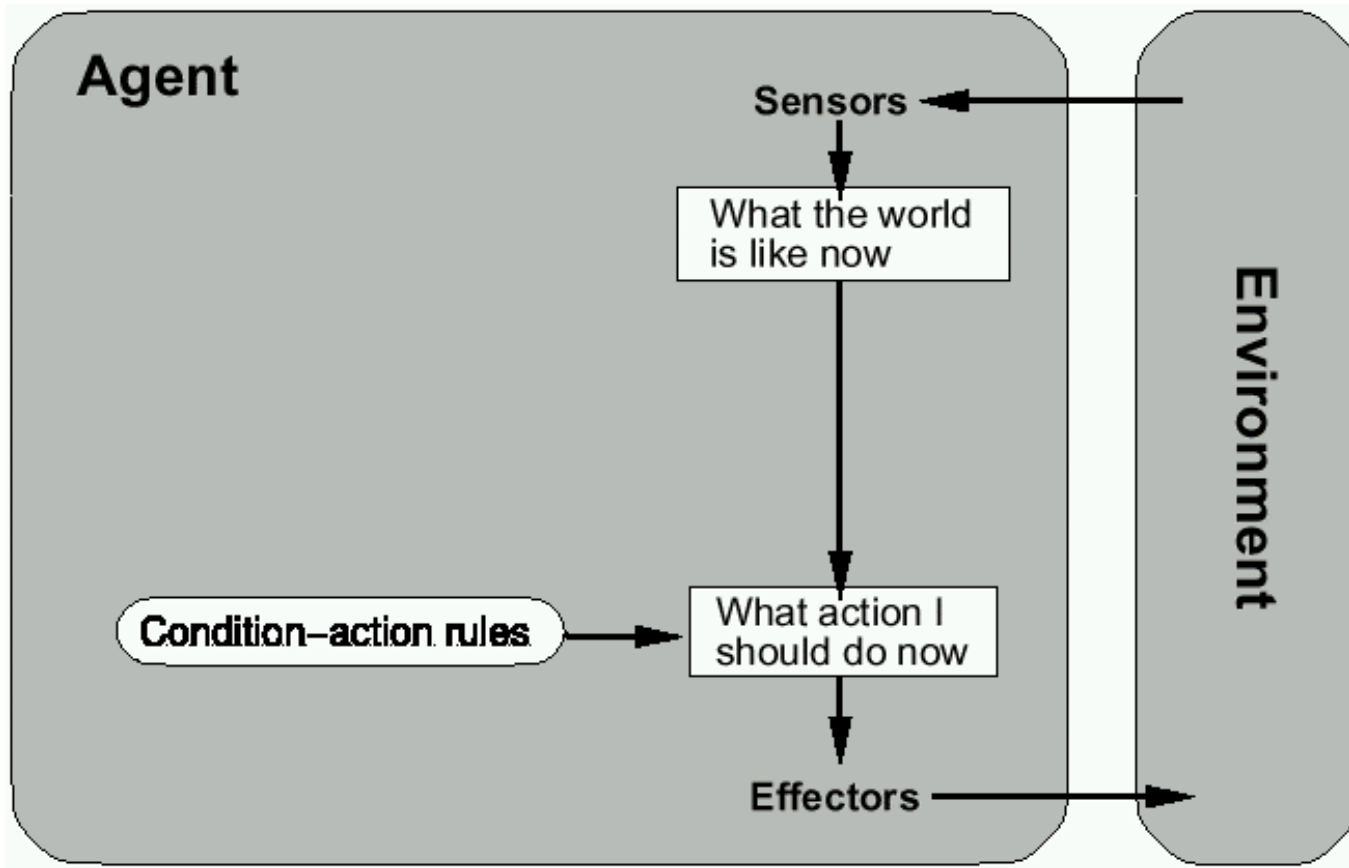 Agent
Sensors
What the world
is like now
Environment
Condition–action rules
What action I
should do now
Effectors